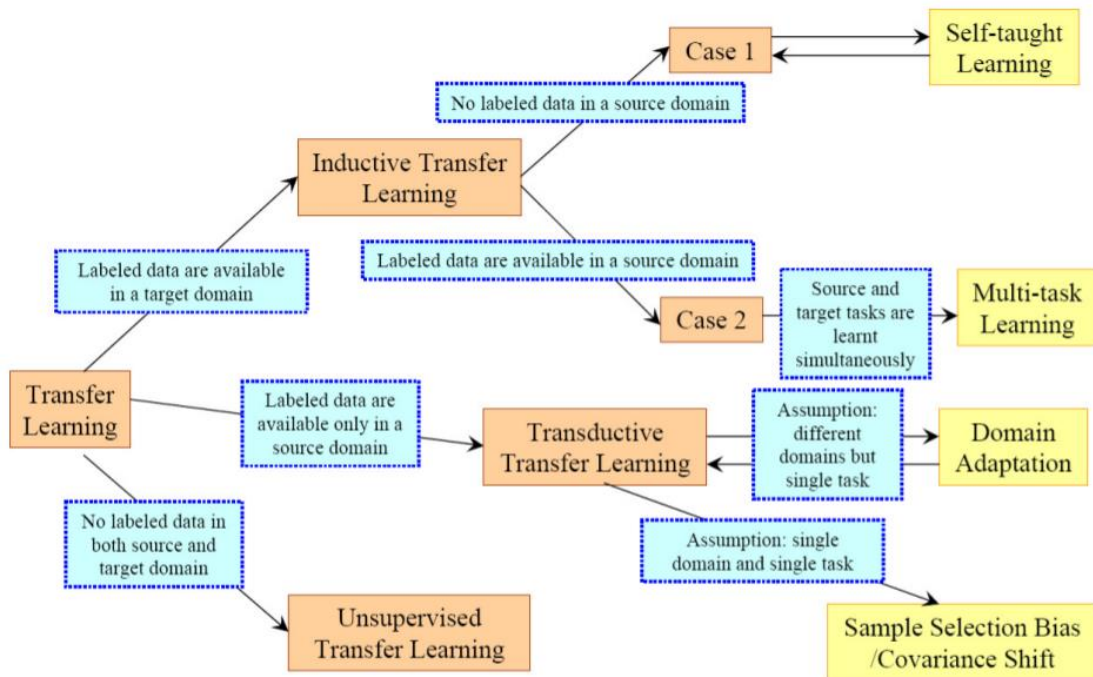 Case 1
Self-taught
Learning
No labeled data in a source domain
Inductive Transfer
Learning
Labeled data are available
in a target domain
Labeled data are available in a source domain
Case 2
Source and
target tasks are
learnt
simultaneously
Multi-task
Learning
Transfer
Learning
Labeled data are
available only in a
source domain
Transductive
Transfer Learning
Assumption:
different
domains but
single task
Domain
Adaptation
No labeled data in
both source and
target domain
Assumption: single
domain and single task
Unsupervised
Transfer Learning
Sample Selection Bias
/Covariance Shift